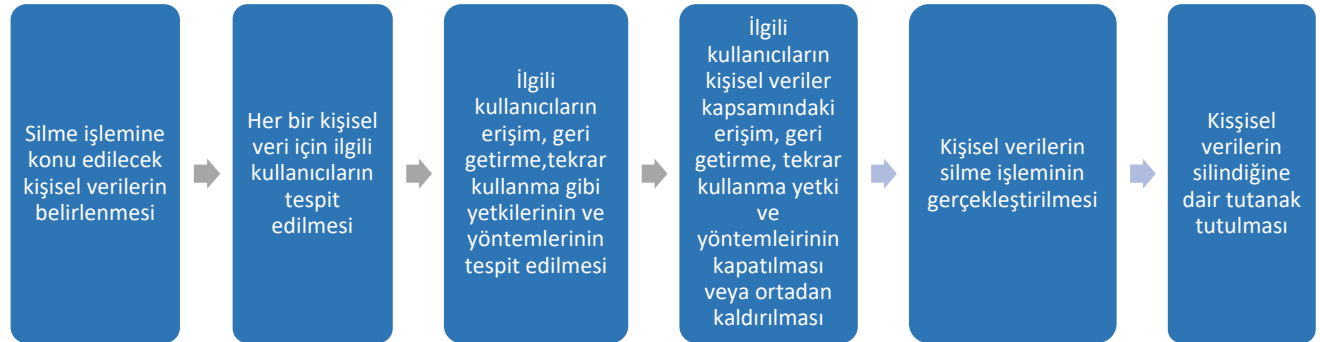 Silme işlemine
konu edilecek
kişisel verilerin
belirlenmesi
Her bir kişisel
veri için ilgili
kullanıcıların
tespit
edilmesi
İlgili
kullanıcıların
erişim, geri
getirme,tekrar
kullanma gibi
yetkilerinin ve
yöntemlerinin
tespit edilmesi
İlgili
kullanıcıların
kişisel veriler
kapsamındaki
erişim, geri
getirme, tekrar
kullanma yetki
ve
yöntemleirinin
kapatılması
veya ortadan
kaldırılması
Kişisel verilerin
silme işleminin
gerçekleştirilmesi
Kisşisel
verilerin
silindiğine
dair tutanak
tutulması